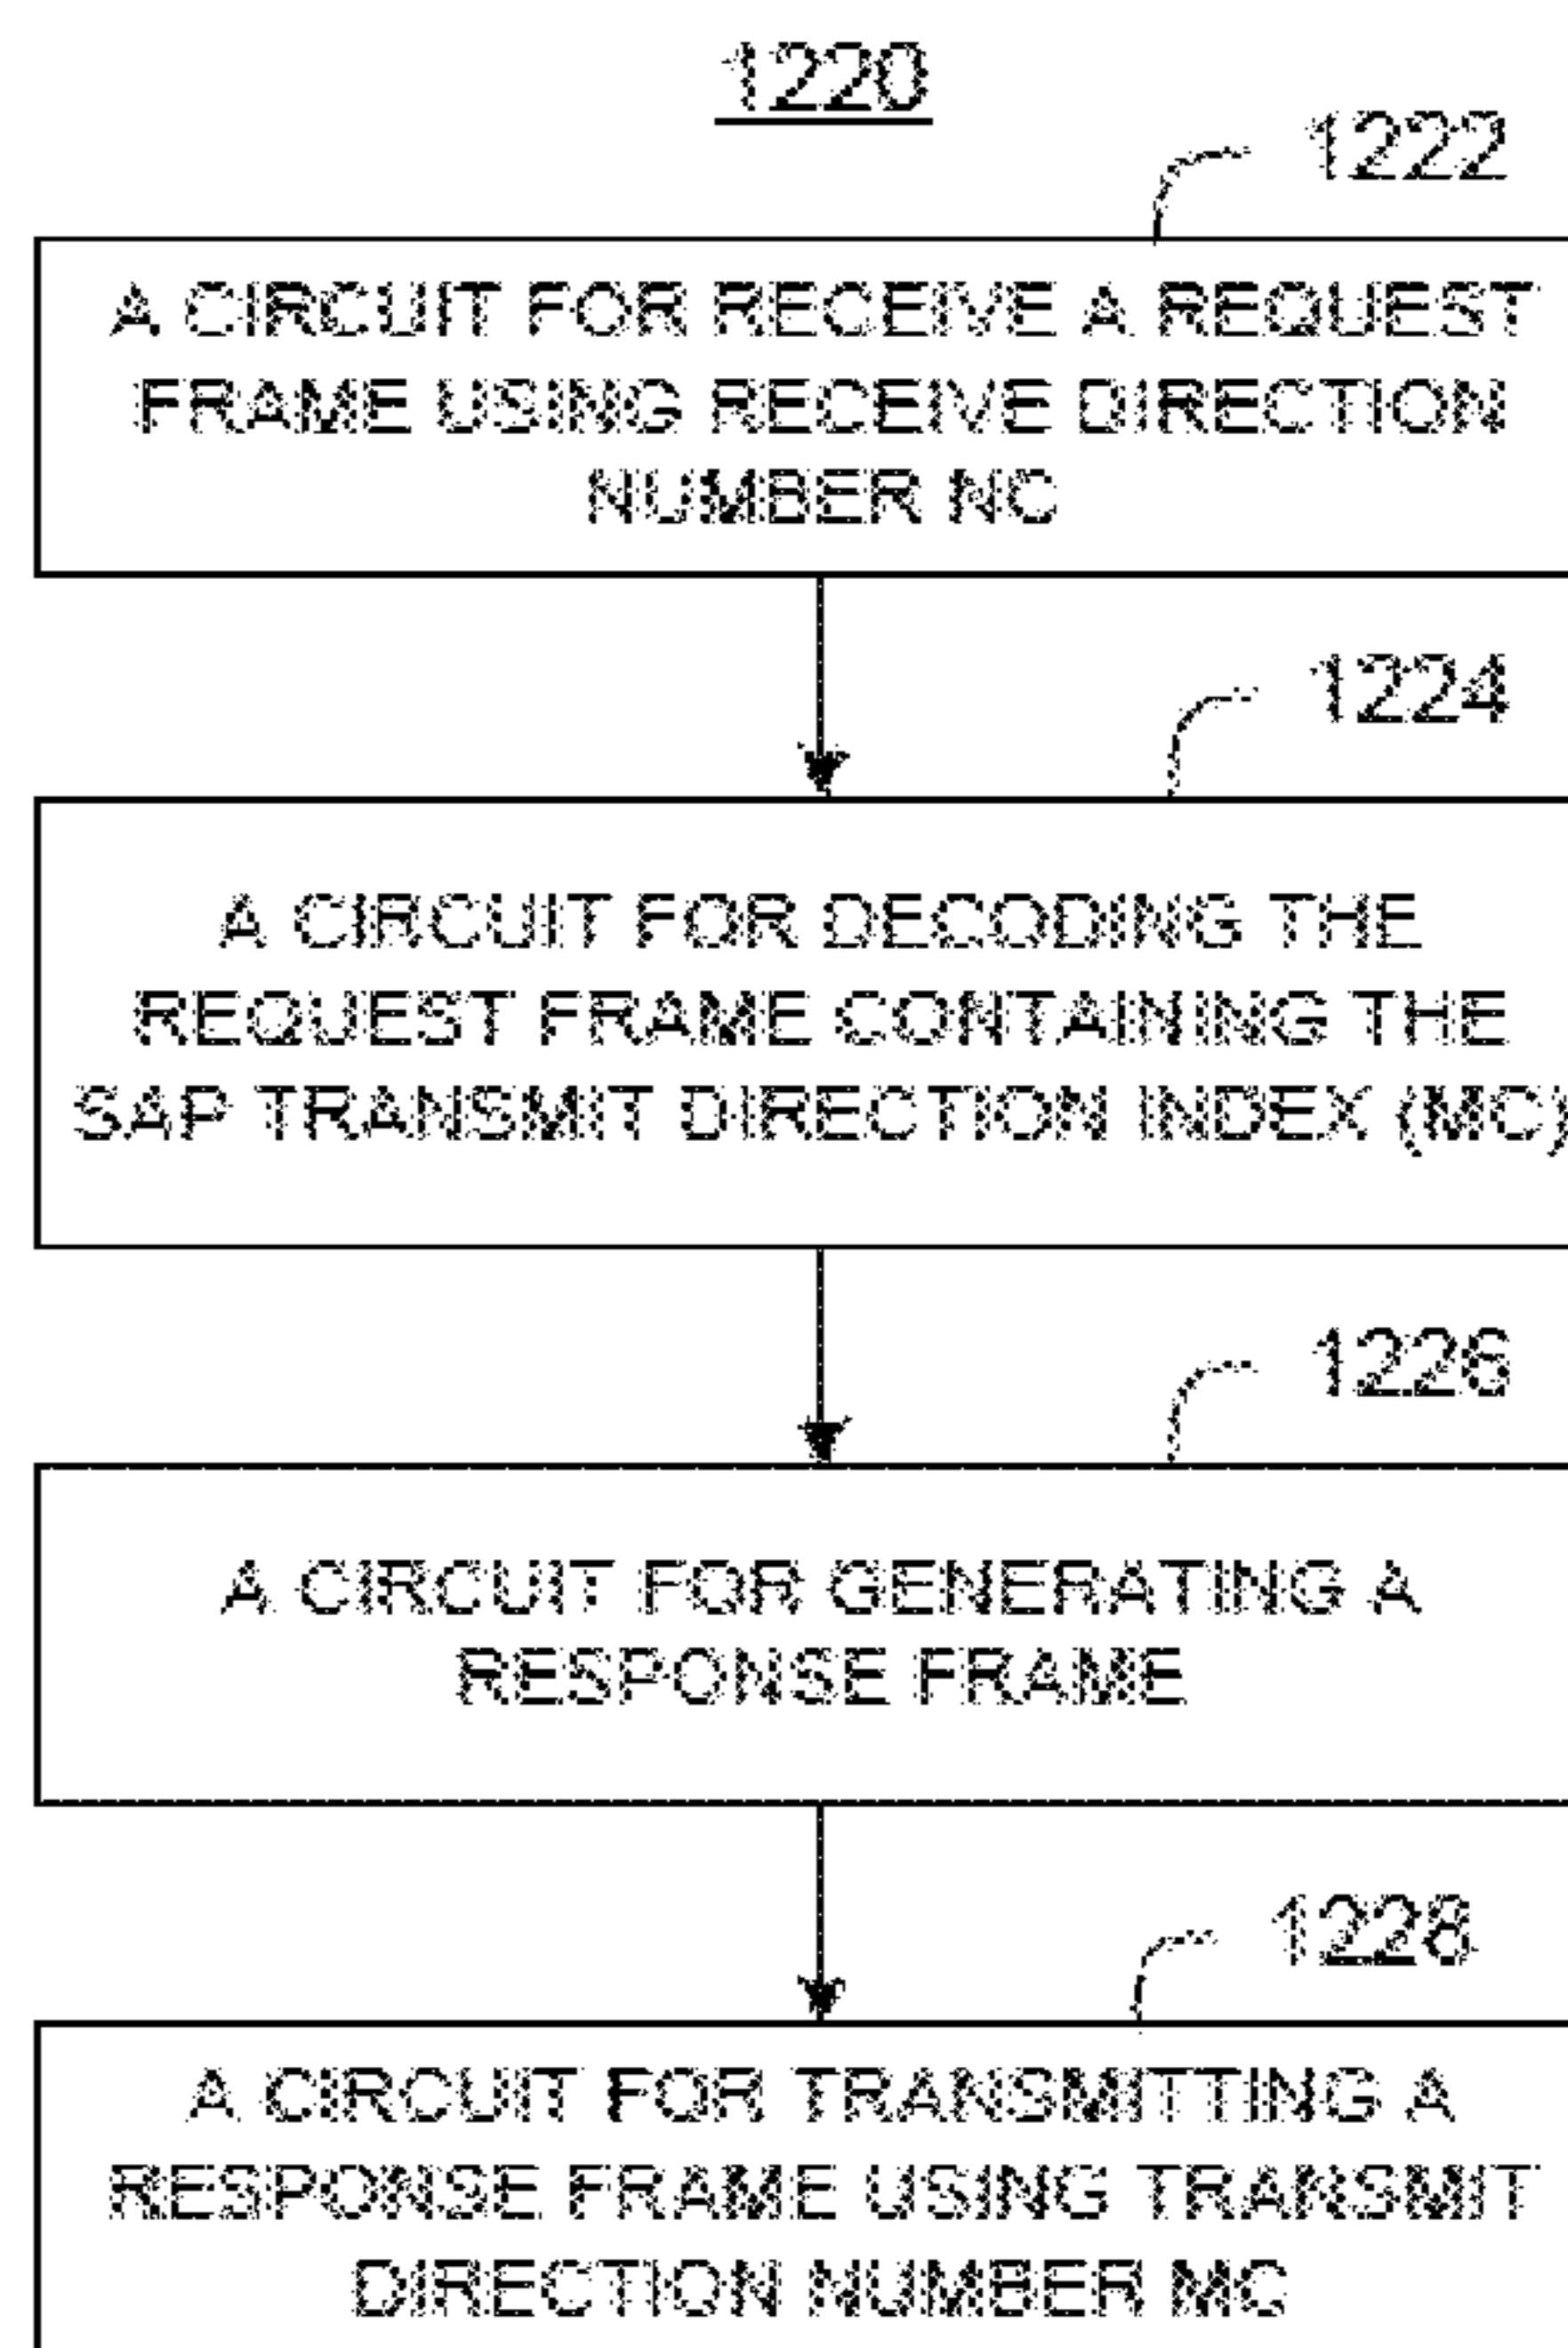 1220
1222
A CIRCUIT FOR RECEIVE A REQUEST
FRAME USING RECEIVE DIRECTION
NUMBER NC
1224
A CIRCUIT FOR DECODING THE
REQUEST FRAME CONTAINING THE
SAP TRANSMIT DIRECTION INDEX (MC)
1226
A CIRCUIT FOR GENERATING A
RESPONSE FRAME
1228
A CIRCUIT FOR TRANSMITTING A
RESPONSE FRAME USING TRANSMIT
DIRECTION NUMBER MC